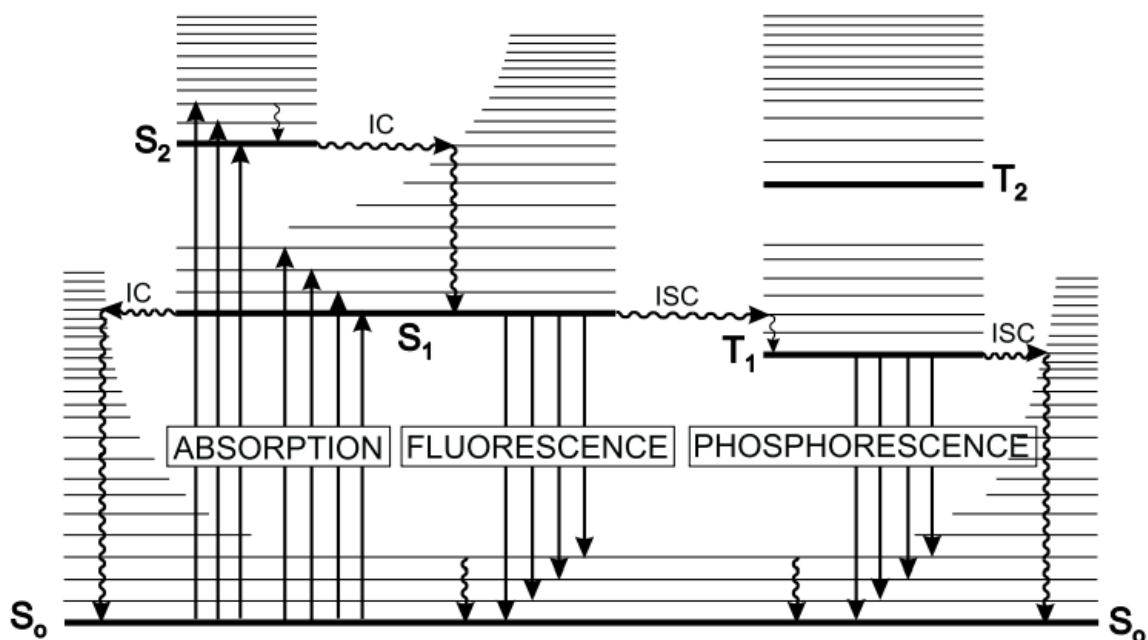 IC
S₂
T₂
IC
ISC
S₁
T₁
ISC
ABSORPTION
FLUORESCENCE
PHOSPHORESCENCE
Sₒ
Sₒ